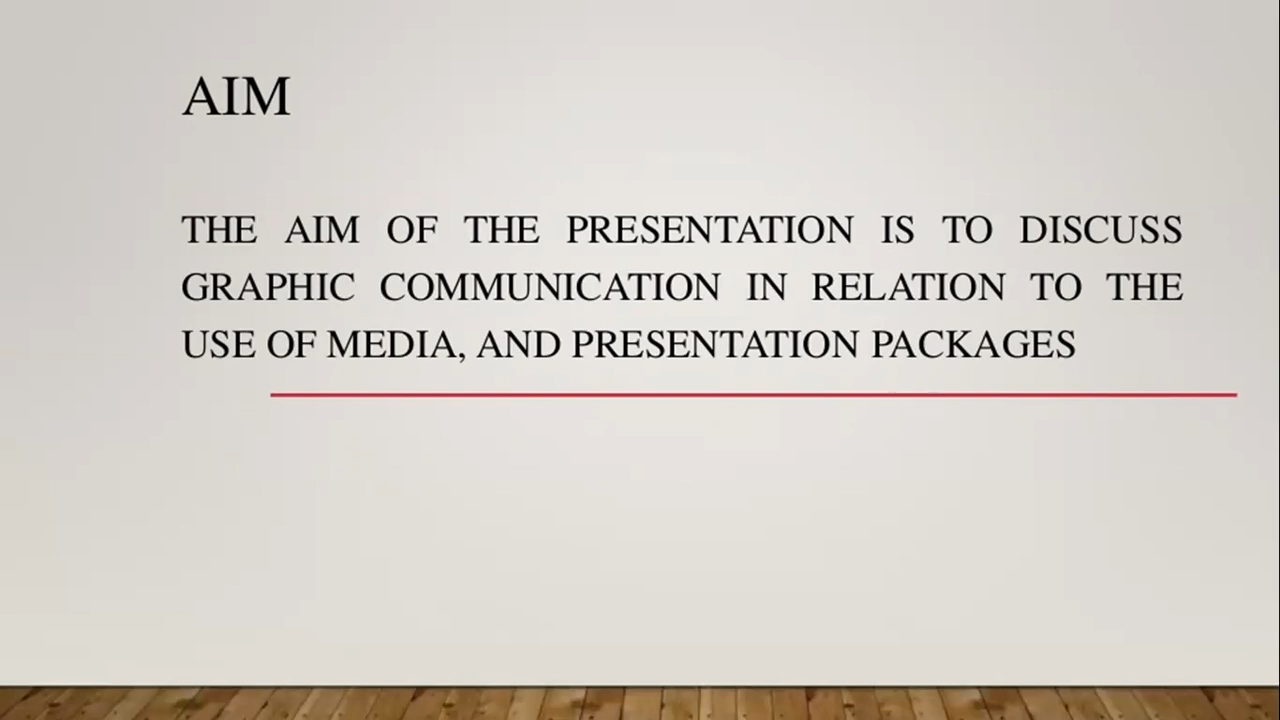 AIM
THE AIM OF THE PRESENTATION IS TO DISCUSS
GRAPHIC COMMUNICATION IN RELATION TO THE
USE OF MEDIA, AND PRESENTATION PACKAGES